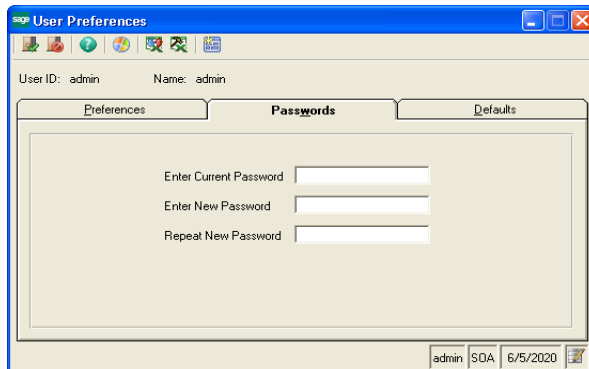 sage User Preferences
User ID: admin Name: admin
Preferences Passwords Defaults
Enter Current Password
Enter New Password
Repeat New Password
admin SOA 6/5/2020